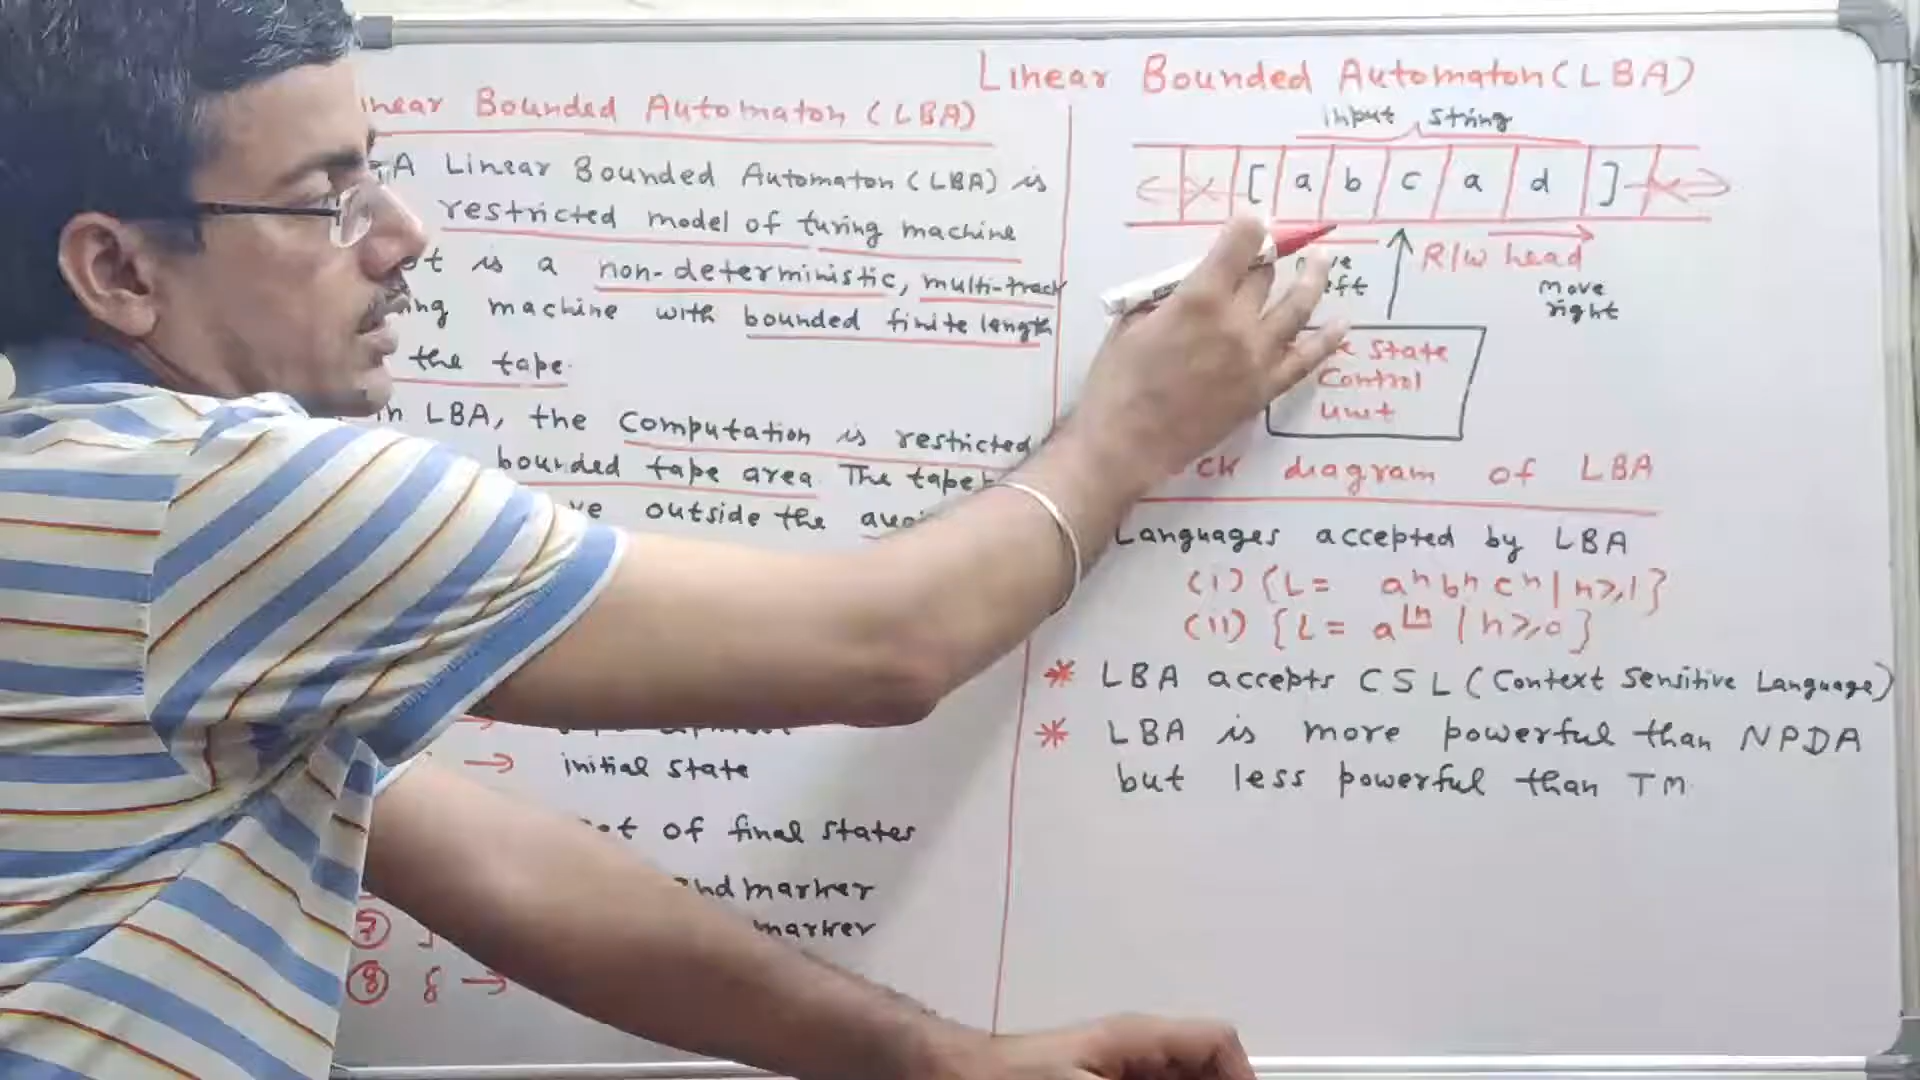 Linear Bounded Automaton (LBA)
near Bounded Automaton (LBA)
A Linear Bounded Automaton (LBA) is
restricted model of turing machine
t is a non-deterministic, multi-track
ing machine with bounded finite length
the tape.
n LBA, the computation is restricted
bounded tape area. The tape
outside the
→
→ initial state
of final states
marker
marker
⑦
⑧ δ →
input string
[ a b c a d ]
R/W head
move
right
State
Control
unit
diagram of LBA
Languages accepted by LBA
(i) {L = aⁿbⁿcⁿ | n≥1}
(ii) {L = a^|n | n≥0}
* LBA accepts CSL (Context Sensitive Language)
* LBA is more powerful than NPDA
but less powerful than TM.